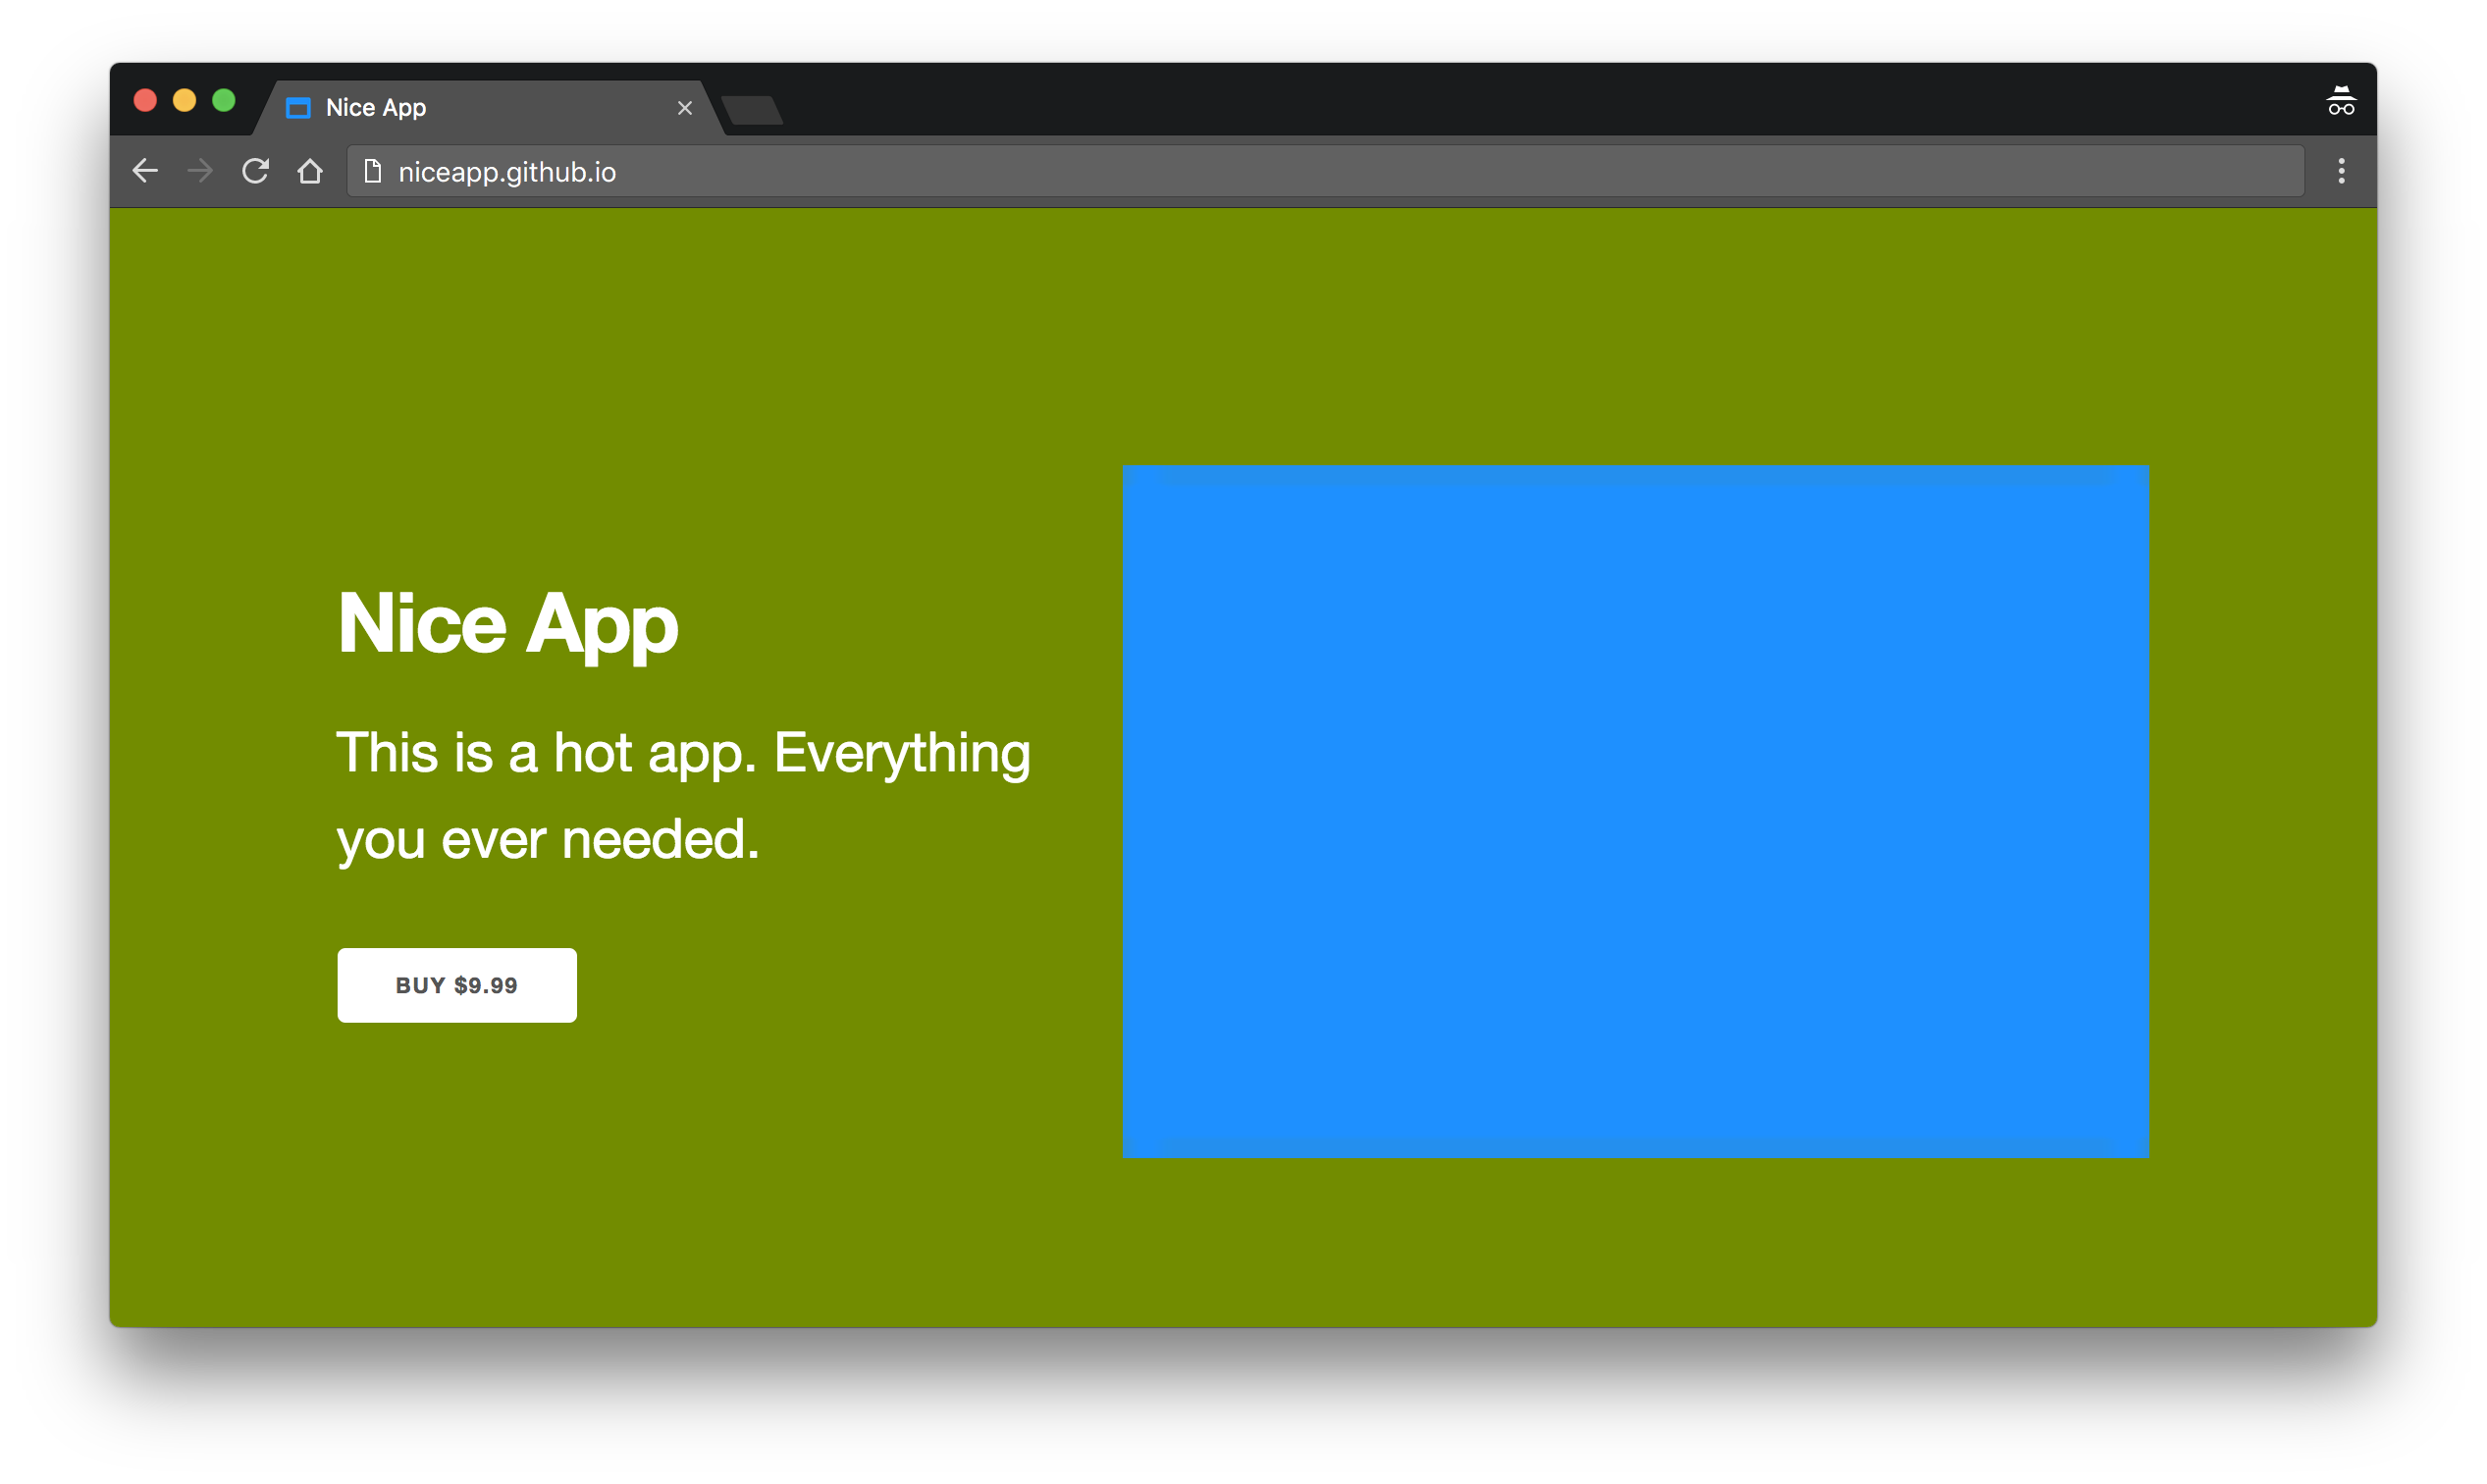 Nice App
niceapp.github.io
Nice App
This is a hot app. Everything
you ever needed.
BUY $9.99